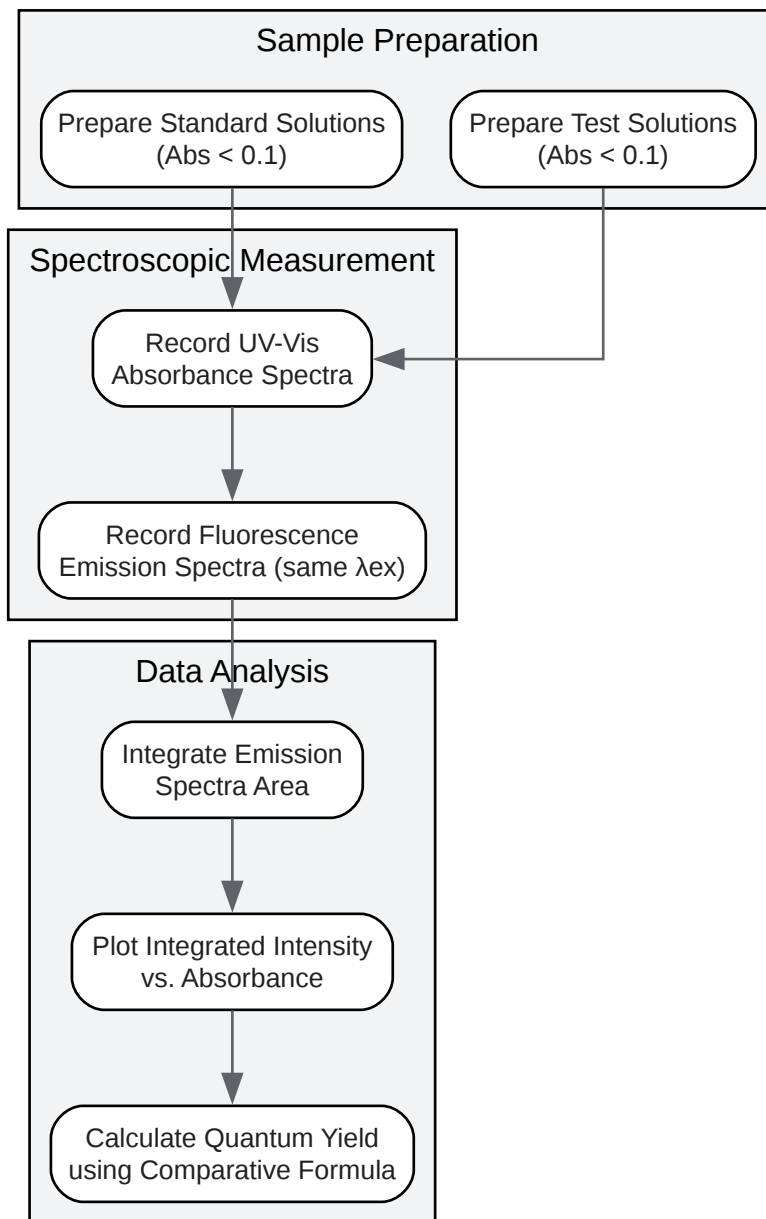 Sample Preparation
Prepare Standard Solutions
(Abs < 0.1)
Prepare Test Solutions
(Abs < 0.1)
Spectroscopic Measurement
Record UV-Vis
Absorbance Spectra
Record Fluorescence
Emission Spectra (same λex)
Data Analysis
Integrate Emission
Spectra Area
Plot Integrated Intensity
vs. Absorbance
Calculate Quantum Yield
using Comparative Formula